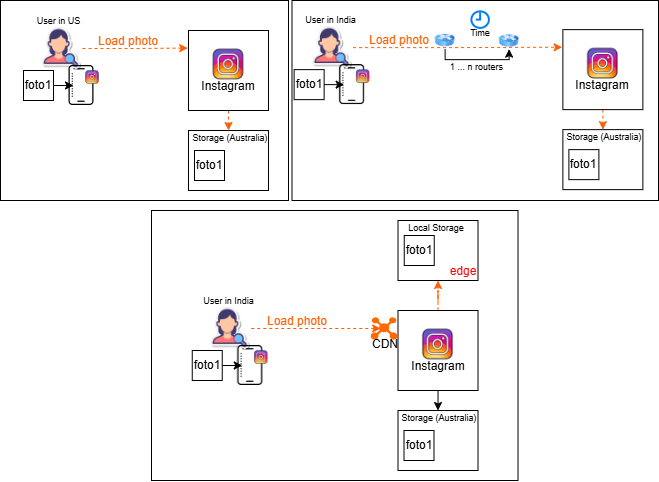 User in US
Load photo
foto1
Instagram
Storage (Australia)
foto1
User in India
Load photo
Time
1 ... n routers
foto1
Instagram
Storage (Australia)
foto1
Local Storage
foto1
edge
User in India
Load photo
CDN
foto1
Instagram
Storage (Australia)
foto1